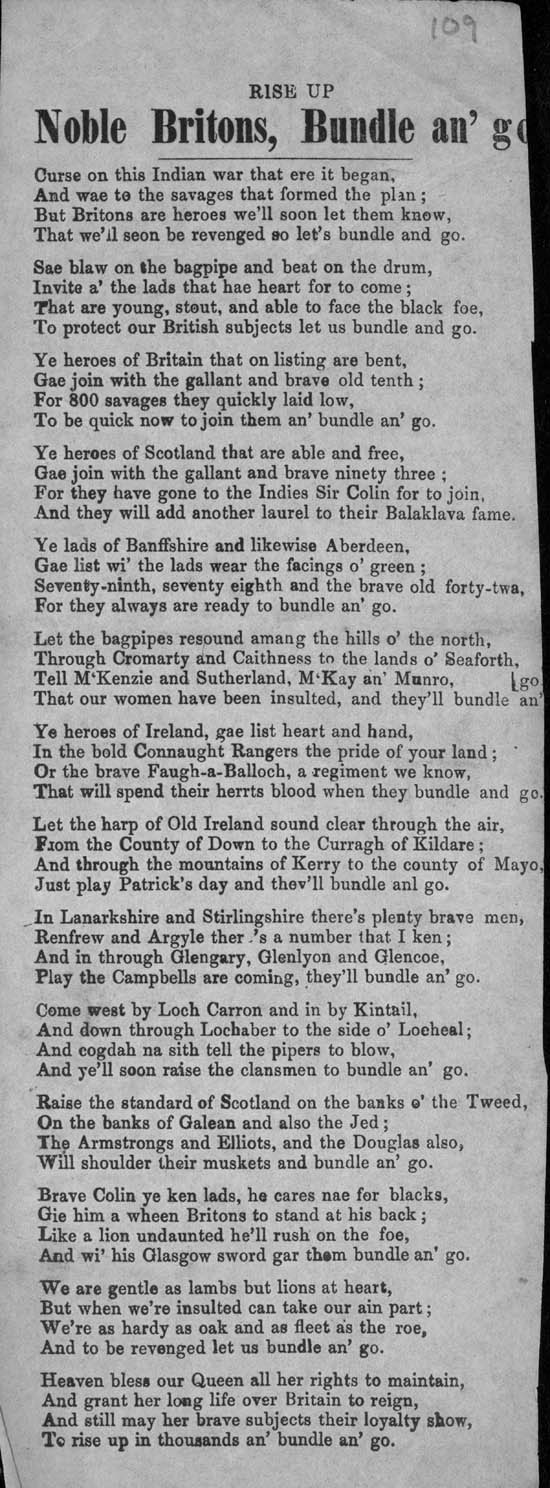 109
RISE UP
Noble Britons, Bundle an' go
Curse on this Indian war that ere it began,
And wae to the savages that formed the plan ;
But Britons are heroes we'll soon let them know,
That we'll seon be revenged so let's bundle and go.
Sae blaw on the bagpipe and beat on the drum,
Invite a' the lads that hae heart for to come ;
That are young, stout, and able to face the black foe,
To protect our British subjects let us bundle and go.
Ye heroes of Britain that on listing are bent,
Gae join with the gallant and brave old tenth ;
For 800 savages they quickly laid low,
To be quick now to join them an' bundle an' go.
Ye heroes of Scotland that are able and free,
Gae join with the gallant and brave ninety three ;
For they have gone to the Indies Sir Colin for to join,
And they will add another laurel to their Balaklava fame.
Ye lads of Banffshire and likewise Aberdeen,
Gae list wi' the lads wear the facings o' green ;
Seventy-ninth, seventy eighth and the brave old forty-twa,
For they always are ready to bundle an' go.
Let the bagpipes resound amang the hills o' the north,
Through Cromarty and Caithness to the lands o' Seaforth,
Tell M'Kenzie and Sutherland, M'Kay an' Munro, [go
That our women have been insulted, and they'll bundle an'
Ye heroes of Ireland, gae list heart and hand,
In the bold Connaught Rangers the pride of your land ;
Or the brave Faugh-a-Balloch, a regiment we know,
That will spend their herrts blood when they bundle and go.
Let the harp of Old Ireland sound clear through the air,
From the County of Down to the Curragh of Kildare ;
And through the mountains of Kerry to the county of Mayo,
Just play Patrick's day and thev'll bundle anl go.
In Lanarkshire and Stirlingshire there's plenty brave men,
Renfrew and Argyle ther .'s a number that I ken ;
And in through Glengary, Glenlyon and Glencoe,
Play the Campbells are coming, they'll bundle an' go.
Come west by Loch Carron and in by Kintail,
And down through Lochaber to the side o' Locheal ;
And cogdah na sith tell the pipers to blow,
And ye'll soon raise the clansmen to bundle an' go.
Raise the standard of Scotland on the banks o' the Tweed,
On the banks of Galean and also the Jed ;
The Armstrongs and Elliots, and the Douglas also,
Will shoulder their muskets and bundle an' go.
Brave Colin ye ken lads, he cares nae for blacks,
Gie him a wheen Britons to stand at his back ;
Like a lion undaunted he'll rush on the foe,
And wi' his Glasgow sword gar them bundle an' go.
We are gentle as lambs but lions at heart,
But when we're insulted can take our ain part ;
We're as hardy as oak and as fleet as the roe,
And to be revenged let us bundle an' go.
Heaven bless our Queen all her rights to maintain,
And grant her long life over Britain to reign,
And still may her brave subjects their loyalty show,
To rise up in thousands an' bundle an' go.